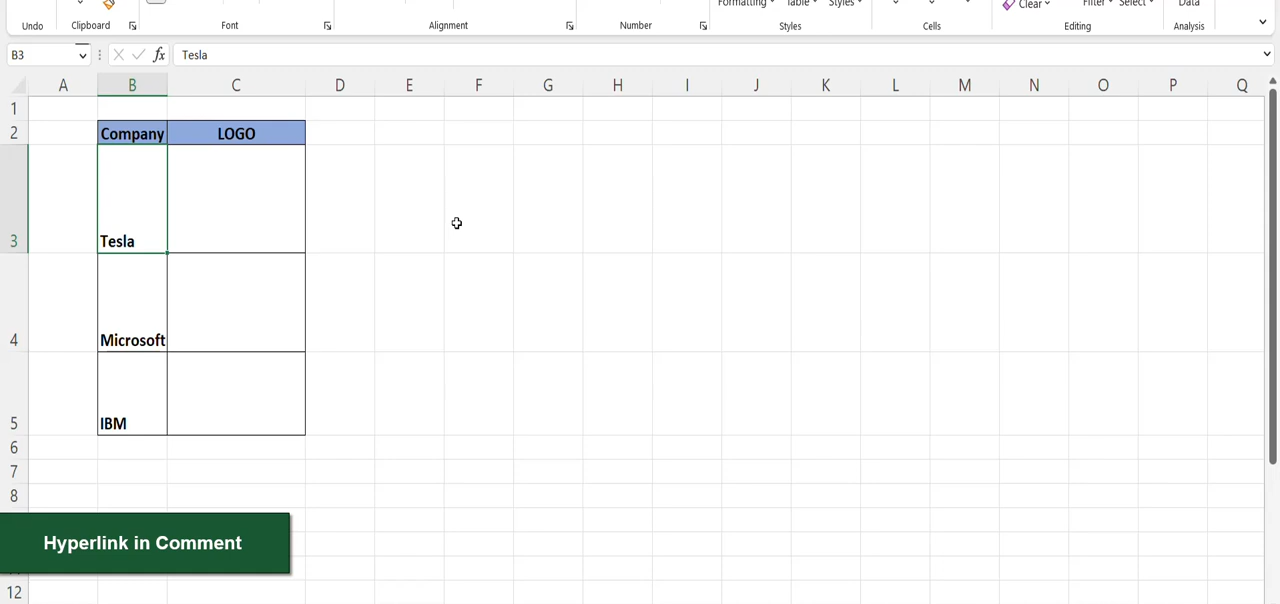 Formatting Table Styles Clear Filter Select Data
Undo Clipboard Font Alignment Number Styles Cells Editing Analysis
B3 fx Tesla
A B C D E F G H I J K L M N O P Q
1
2 Company LOGO
3 Tesla
4 Microsoft
5 IBM
6
7
8
Hyperlink in Comment
12